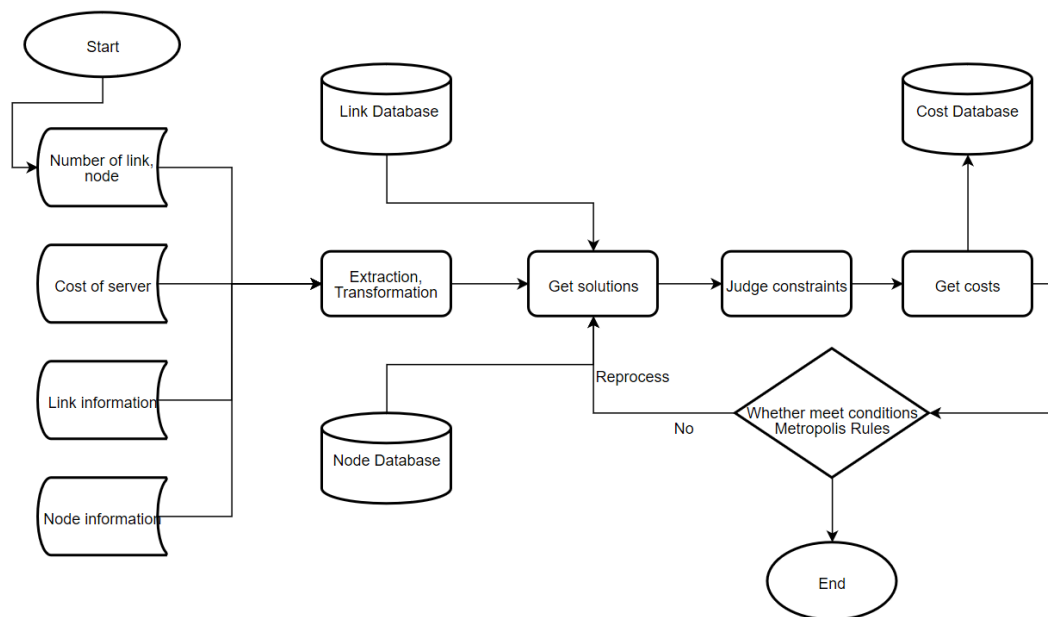 Start
Link Database
Cost Database
Number of link,
node
Cost of server
Extraction,
Transformation
Get solutions
Judge constraints
Get costs
Link information
Reprocess
Whether meet conditions
Metropolis Rules
No
Node Database
Node information
End